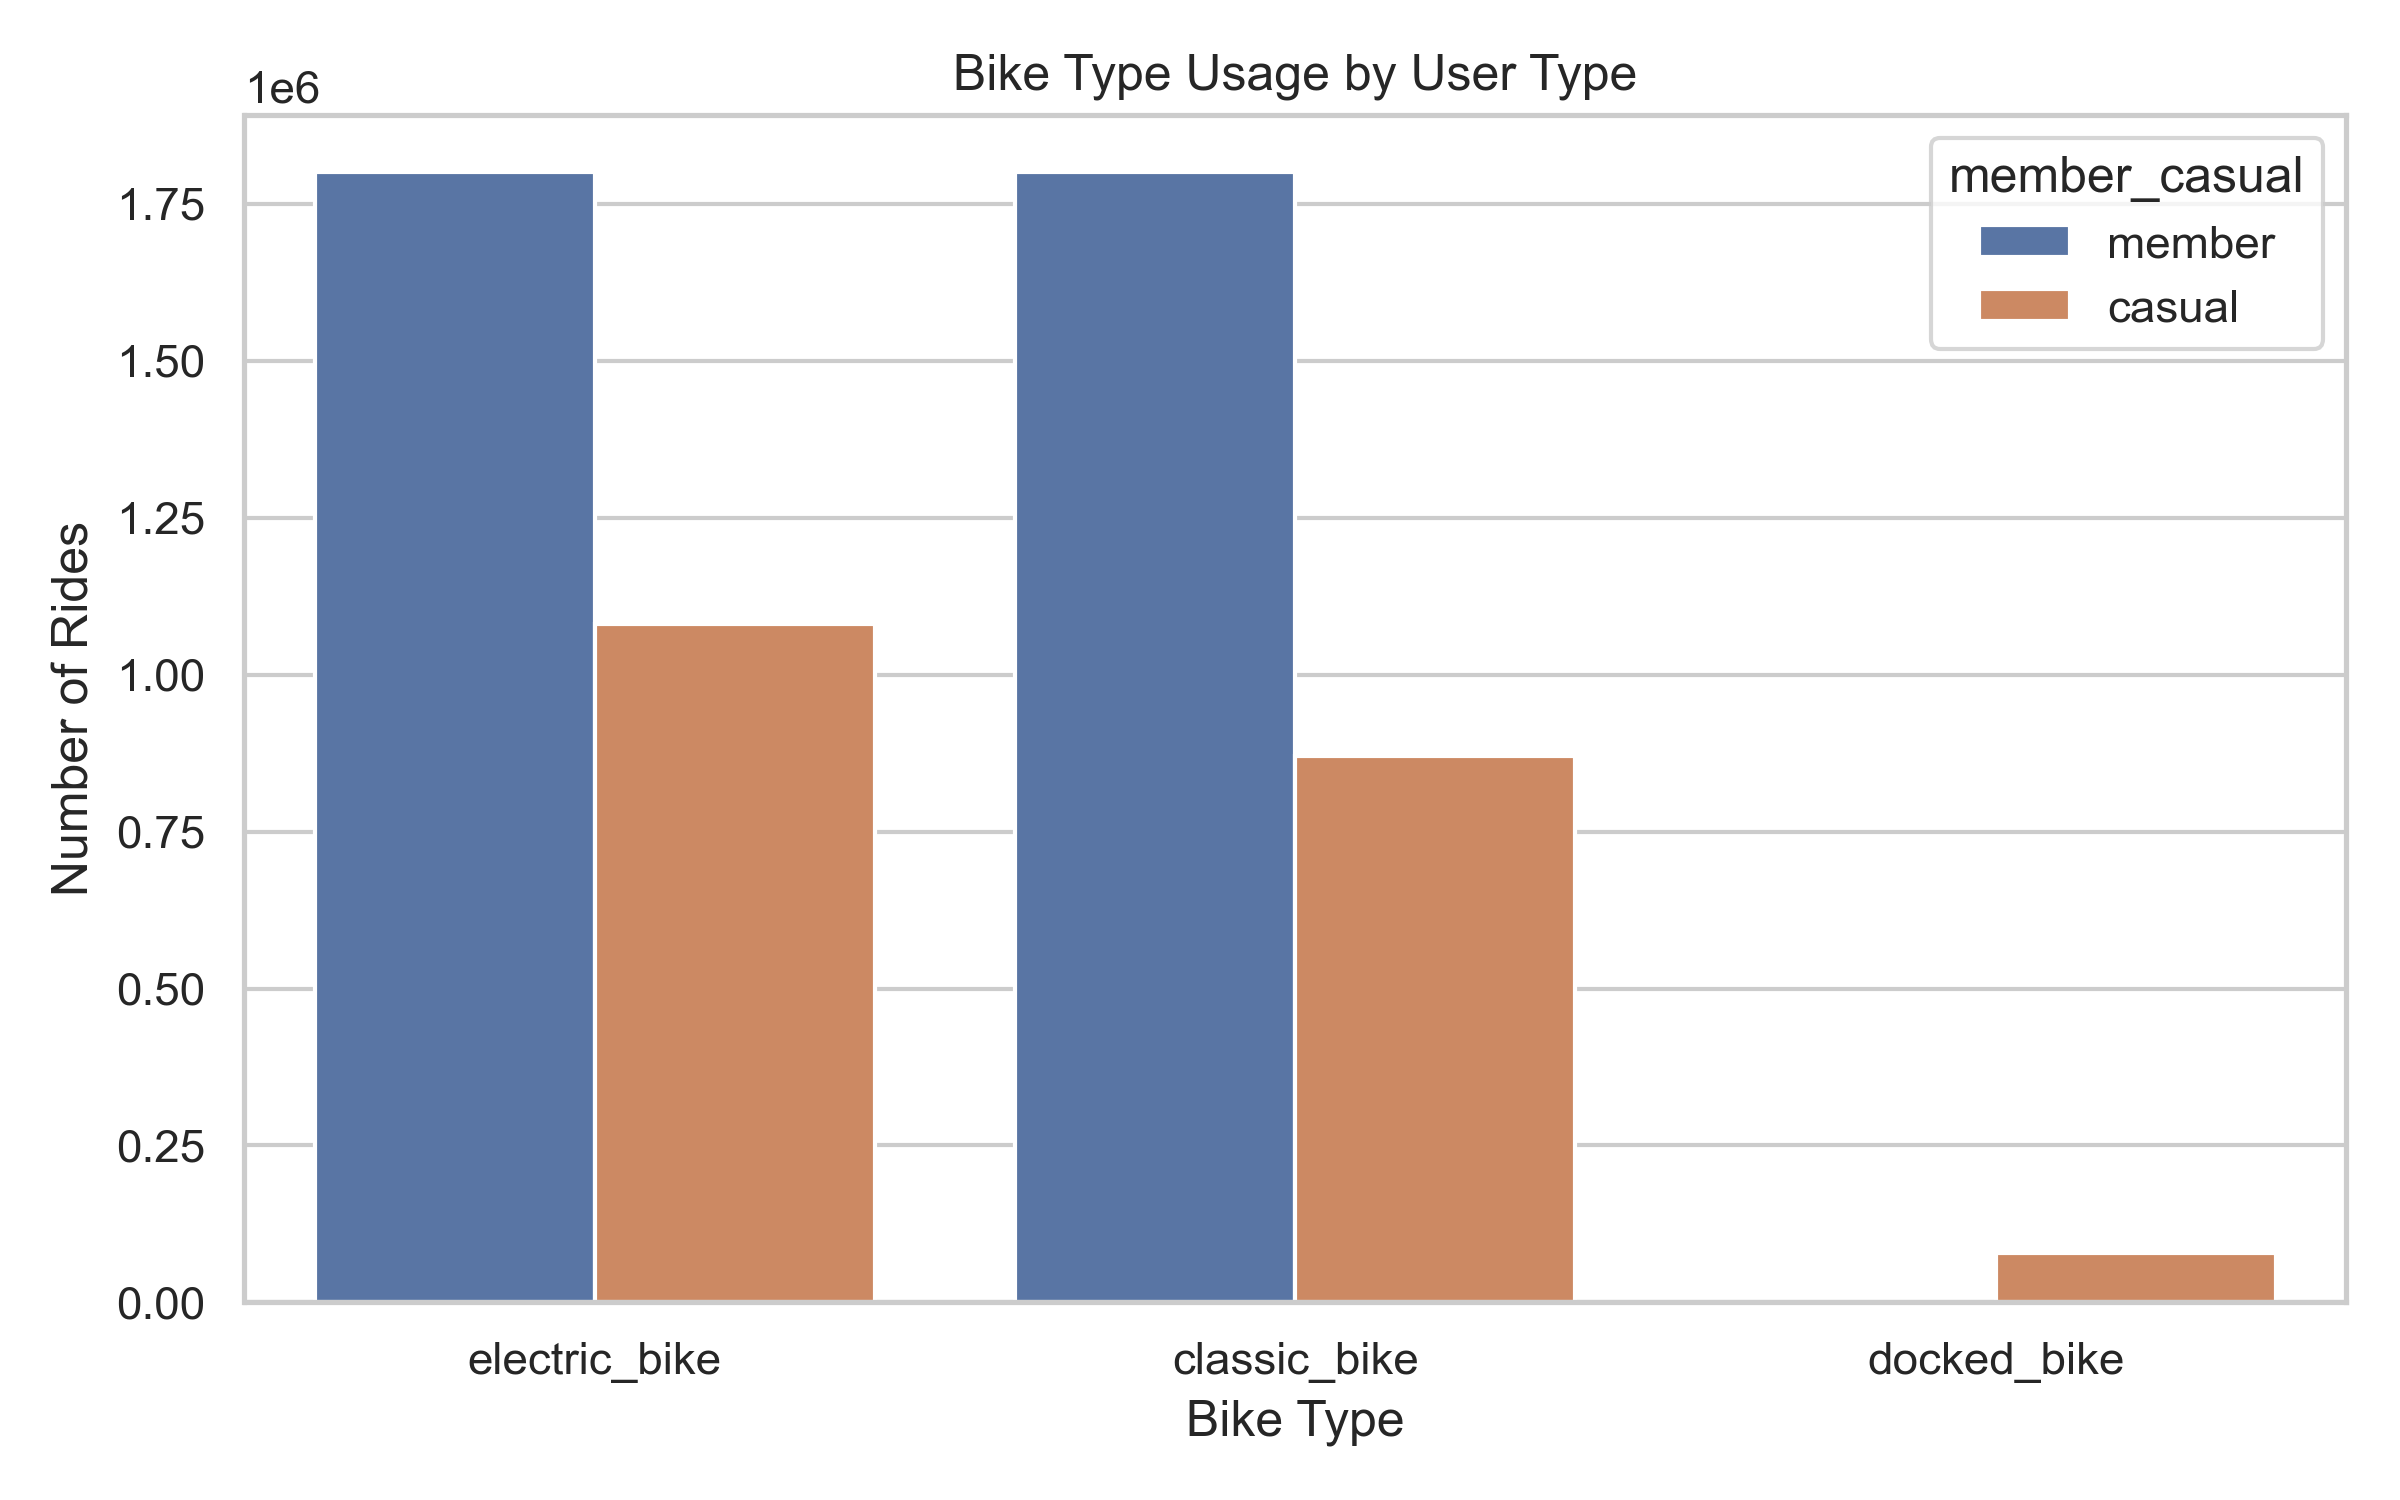 Bike Type Usage by User Type
1e6
member_casual
member
casual
1.75
1.50
1.25
1.00
0.75
0.50
0.25
0.00
Number of Rides
electric_bike
classic_bike
docked_bike
Bike Type